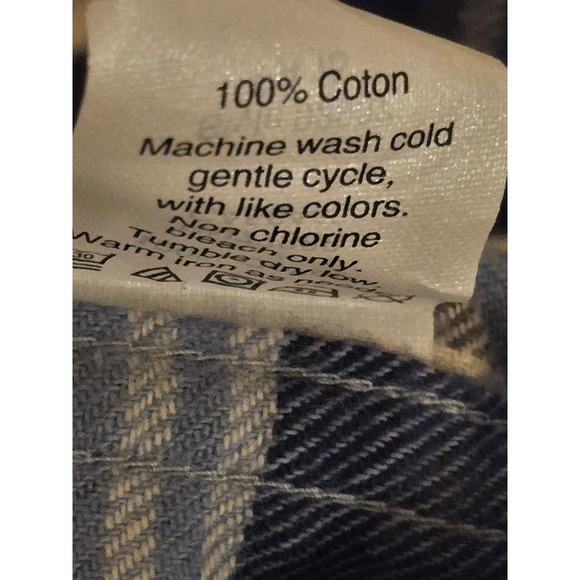 100% Coton
Machine wash cold
gentle cycle,
with like colors.
Non chlorine
bleach only.
Tumble dry low.
Warm iron as needed
30